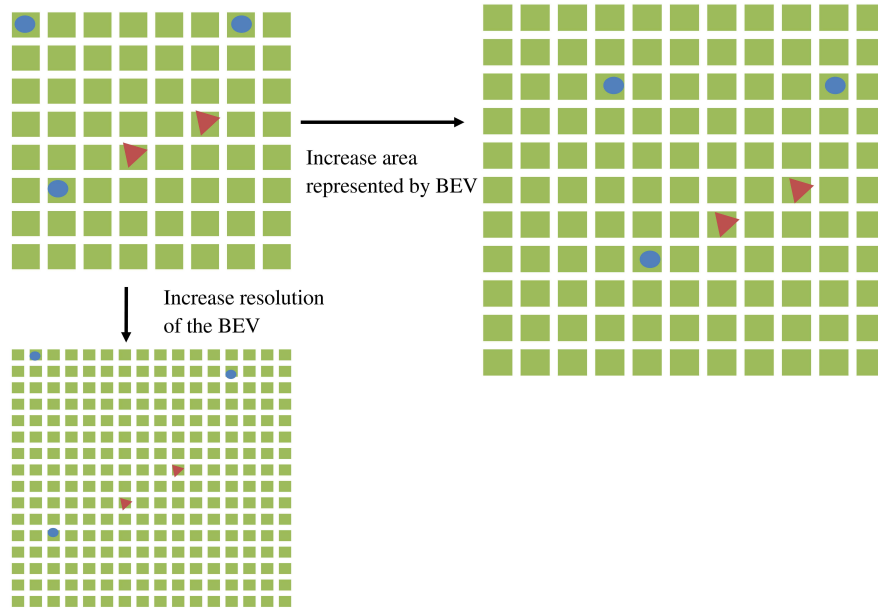 Increase area
represented by BEV
Increase resolution
of the BEV